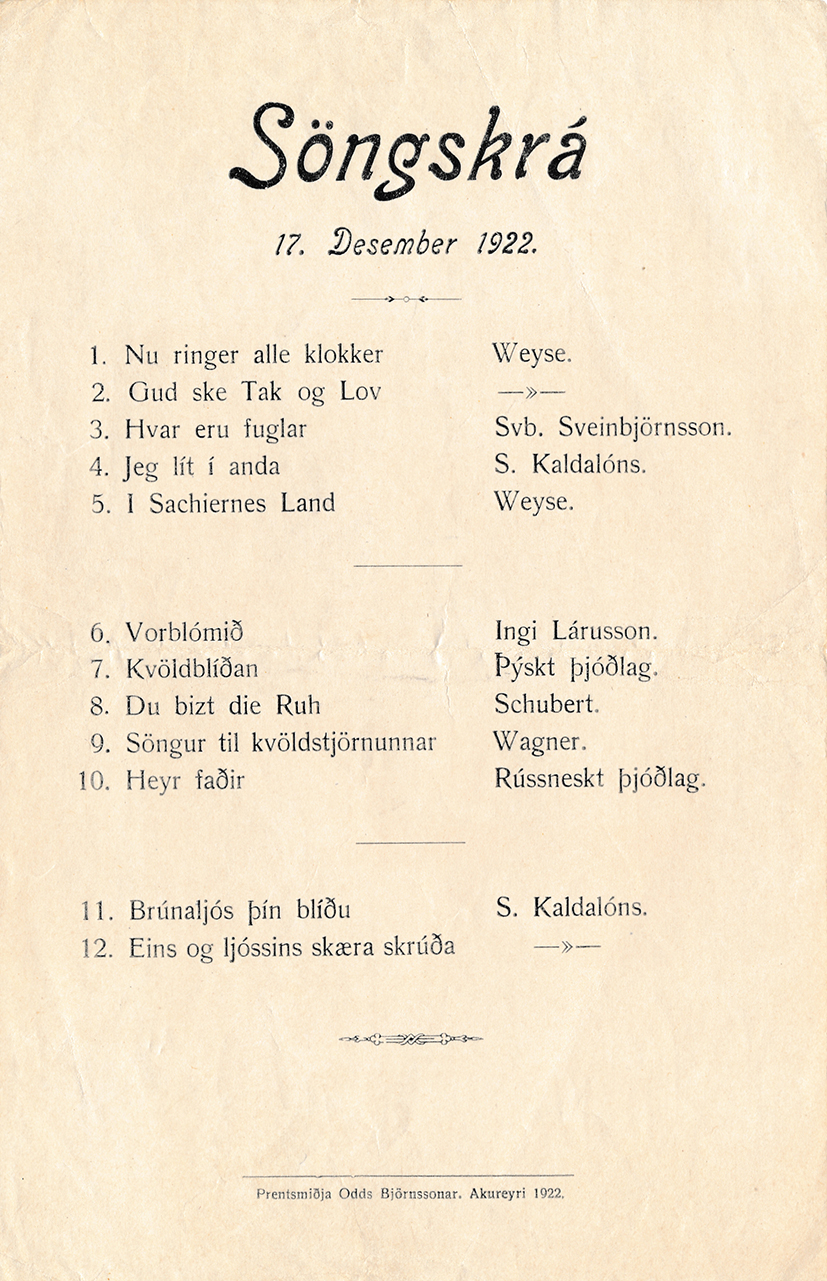 Söngskrá
17. Desember 1922.
1. Nu ringer alle klokker Weyse.
2. Gud ske Tak og Lov —»—
3. Hvar eru fuglar Svb. Sveinbjörnsson.
4. Jeg lít í anda S. Kaldalóns.
5. I Sachiernes Land Weyse.
6. Vorblómið Ingi Lárusson.
7. Kvöldblíðan Þýskt þjóðlag.
8. Du bizt die Ruh Schubert.
9. Söngur til kvöldstjörnunnar Wagner.
10. Heyr faðir Rússneskt þjóðlag.
11. Brúnaljós þín blíðu S. Kaldalóns.
12. Eins og ljóssins skæra skrúða —»—
Prentsmiðja Odds Björnssonar. Akureyri 1922.